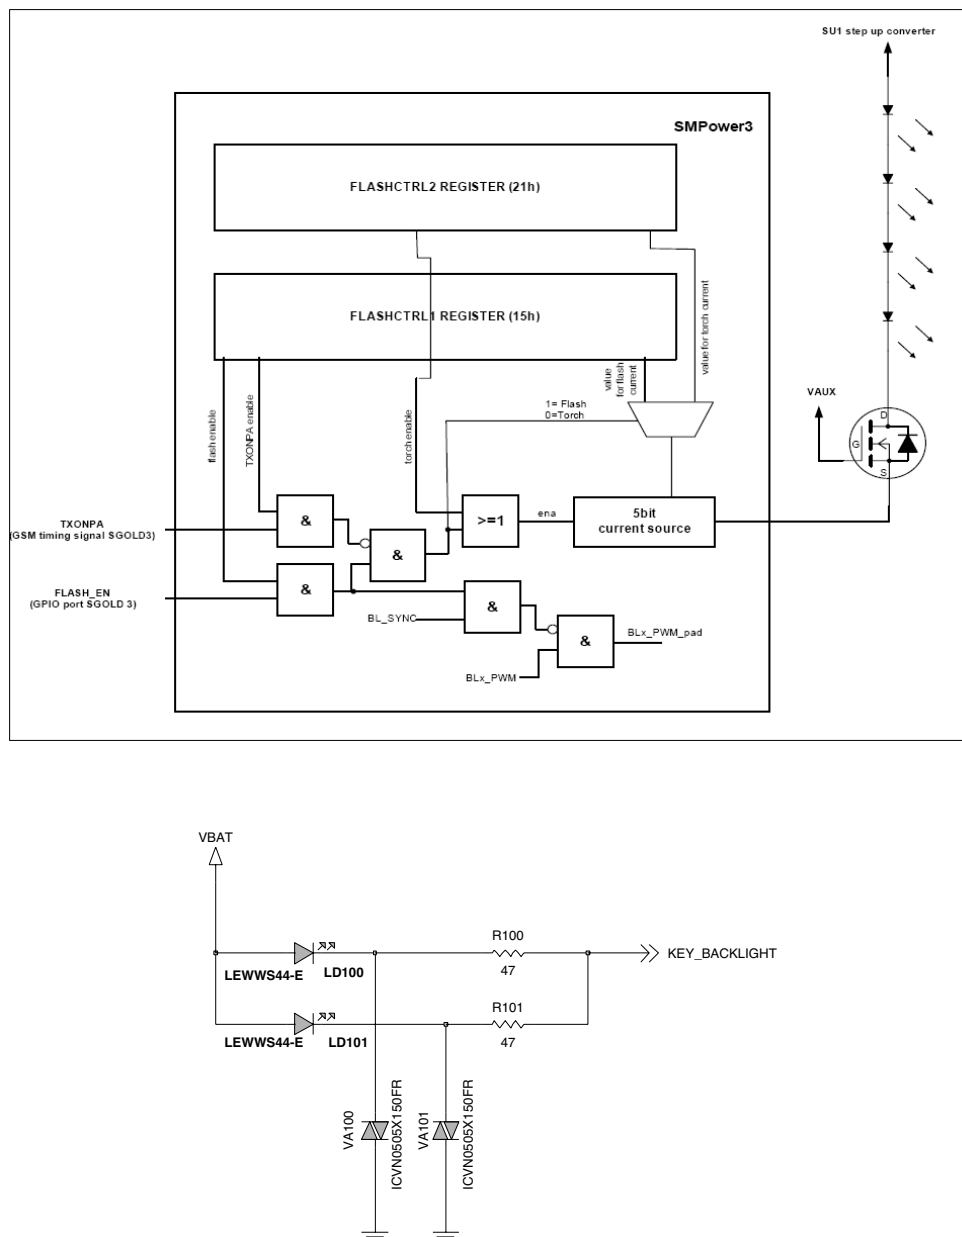 SU1 step up converter
SMPower3
FLASHCTRL2 REGISTER (21h)
FLASHCTRL1 REGISTER (15h)
flash enable
TXONPA enable
torch enable
value
for flash
current
value for torch current
1= Flash
0=Torch
VAUX
D
G
S
TXONPA
(GSM timing signal SGOLD3)
&
&
>=1
ena
5bit
current source
FLASH_EN
(GPIO port SGOLD 3)
&
BL_SYNC
&
&
BLx_PWM_pad
BLx_PWM
VBAT
R100
47
KEY_BACKLIGHT
LEWWS44-E
LD100
R101
47
LEWWS44-E
LD101
VA100
ICVN0505X150FR
VA101
ICVN0505X150FR